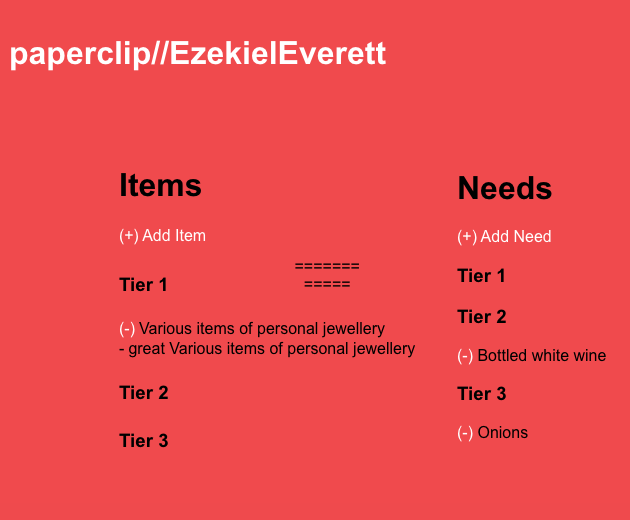 paperclip//EzekielEverett
Items
(+) Add Item
=======
=====
Tier 1
(-) Various items of personal jewellery
- great Various items of personal jewellery
Tier 2
Tier 3
Needs
(+) Add Need
Tier 1
Tier 2
(-) Bottled white wine
Tier 3
(-) Onions